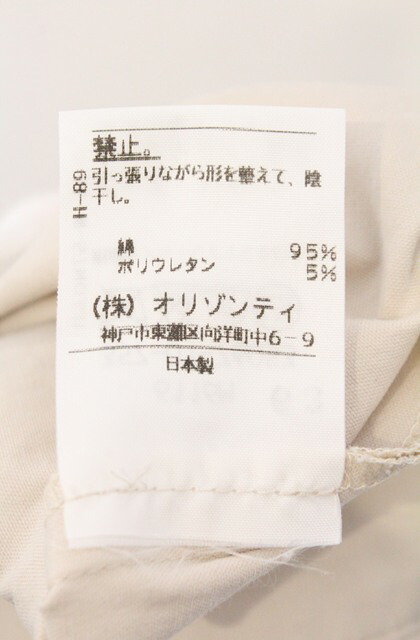 禁止。
引っ張りながら形を整えて、陰
干し。
H-89
綿 95%
ポリウレタン 5%
(株) オリゾンティ
神戸市東灘区向洋町中6-9
日本製